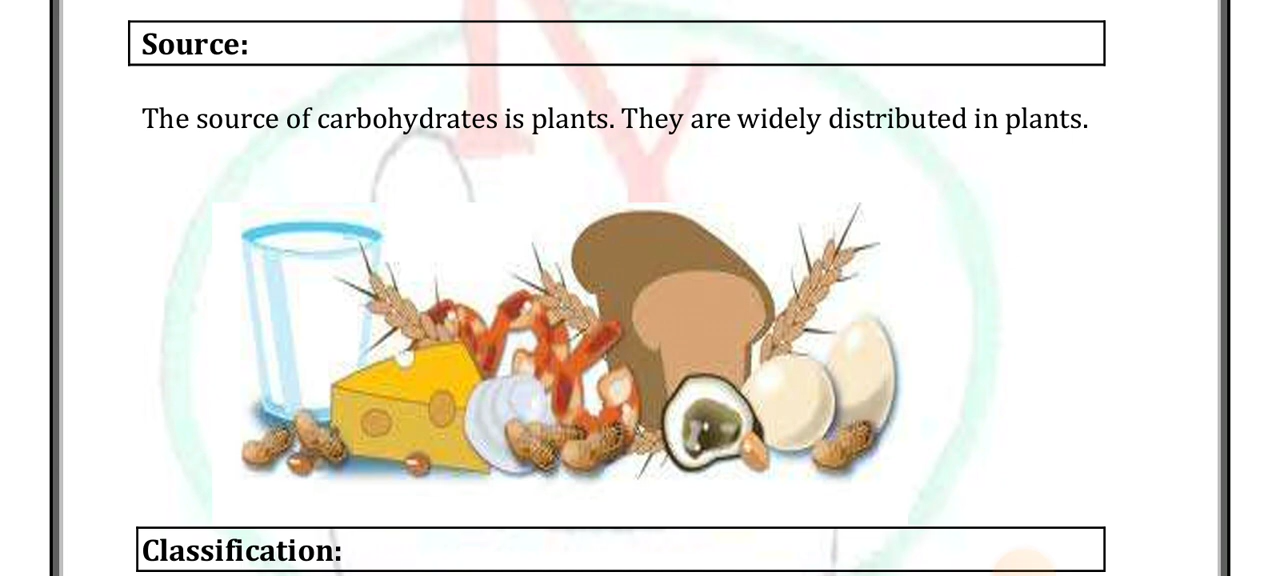 Source:
The source of carbohydrates is plants. They are widely distributed in plants.
Classification: